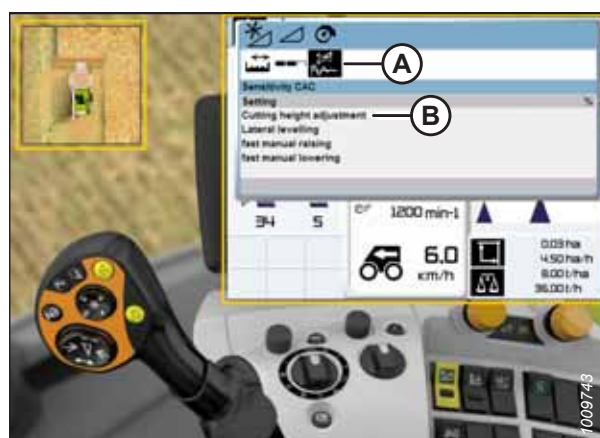 A
Sensitivity CAC
Setting %
Cutting height adjustment
B
Lateral levelling
fast manual raising
fast manual lowering
34 5
1200 min-1
6.0
km/h
0.03 ha
4.50 ha/h
8.00 t/ha
36.00 t/h
1009743